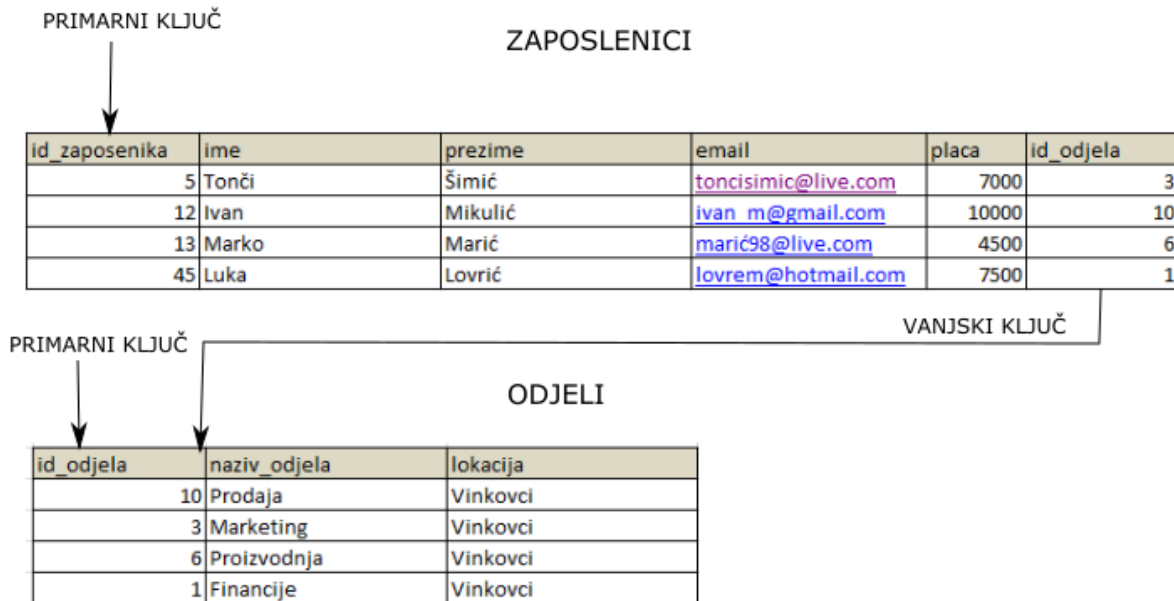 PRIMARNI KLJUČ
ZAPOSLENICI
id_zaposenika ime prezime email placa id_odjela
5 Tonči Šimić toncisimic@live.com 7000 3
12 Ivan Mikulić ivan_m@gmail.com 10000 10
13 Marko Marić marić98@live.com 4500 6
45 Luka Lovrić lovrem@hotmail.com 7500 1
VANJSKI KLJUČ
PRIMARNI KLJUČ
ODJELI
id_odjela naziv_odjela lokacija
10 Prodaja Vinkovci
3 Marketing Vinkovci
6 Proizvodnja Vinkovci
1 Financije Vinkovci